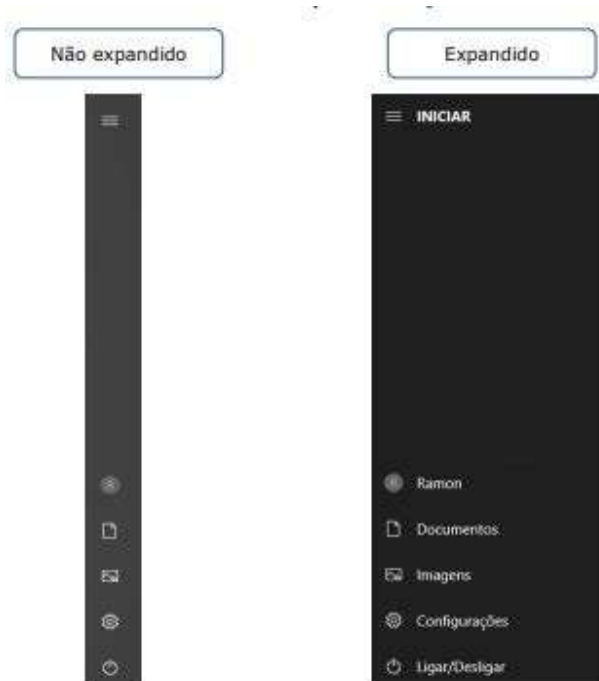 Não expandido
Expandido
INICIAR
Ramon
Documentos
Imagens
Configurações
Ligar/Desligar